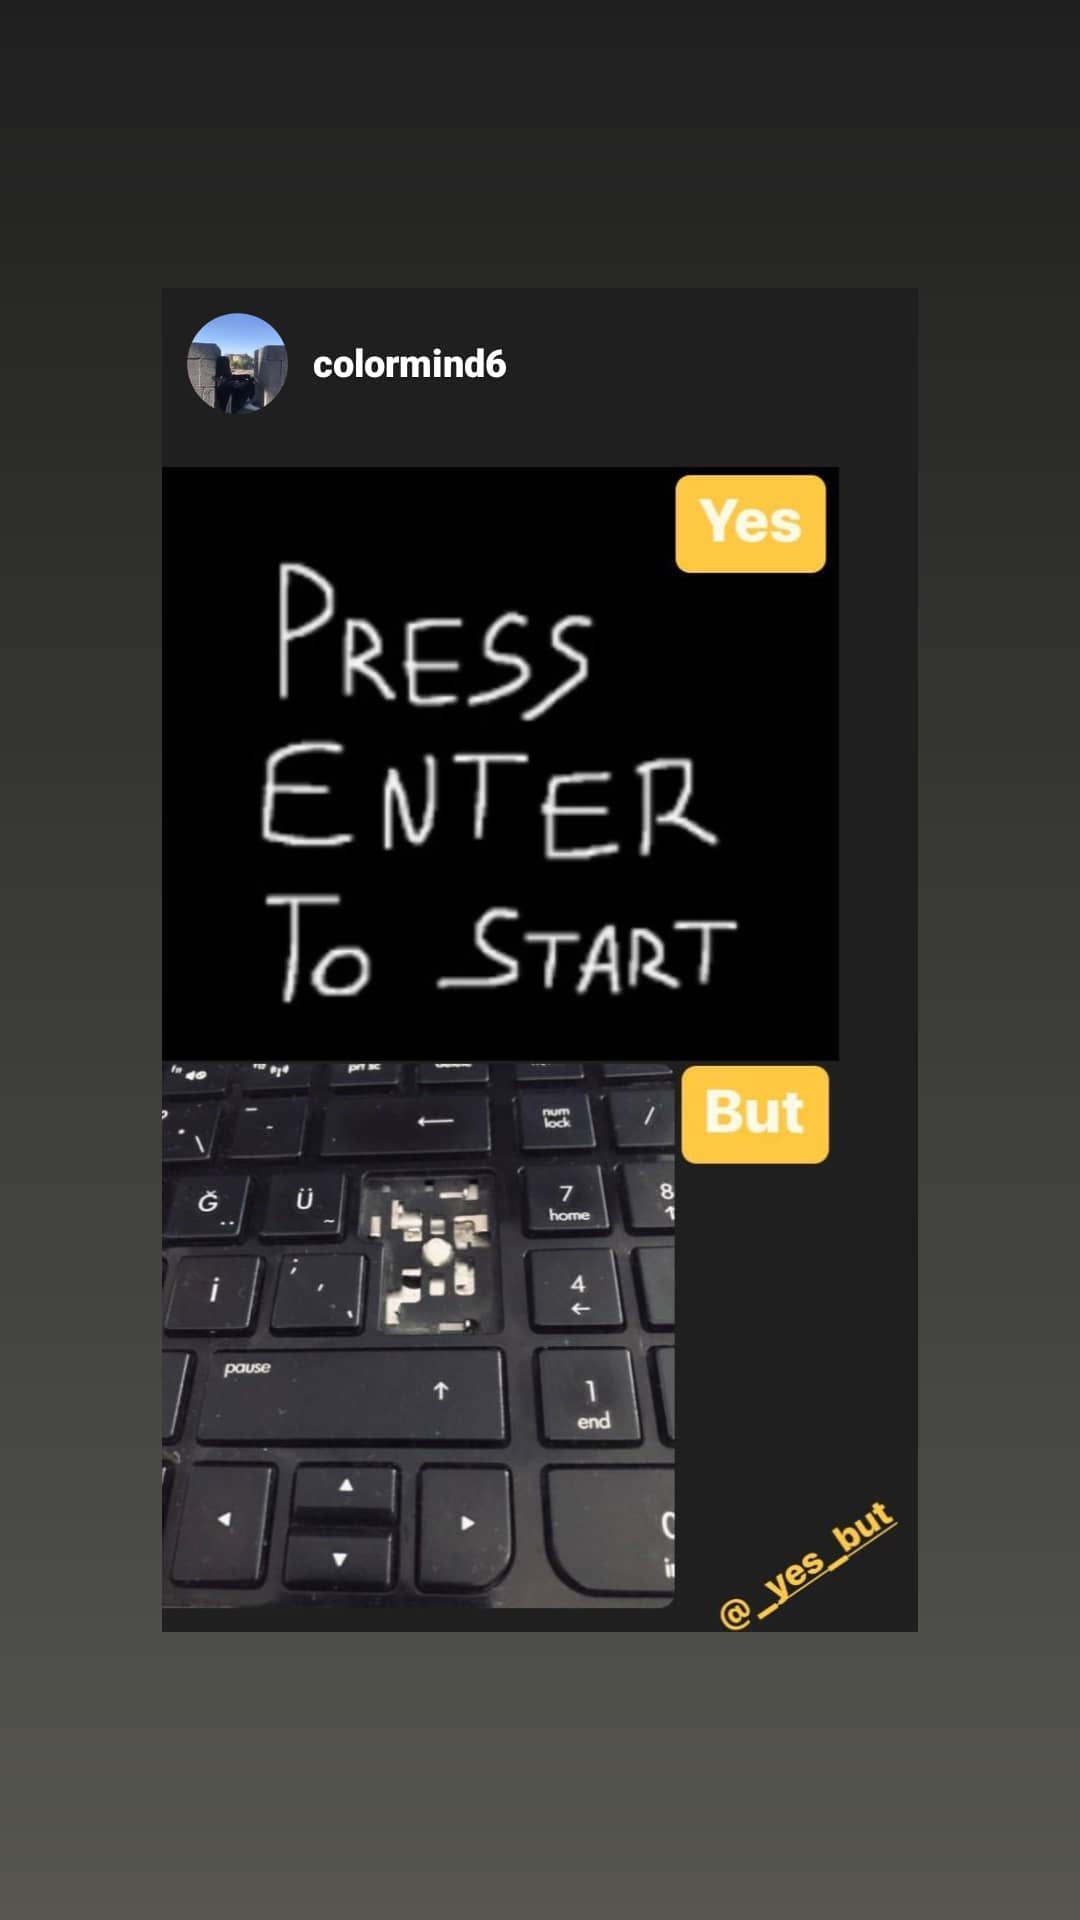 colormind6
Yes
PRESS
ENTER
TO START
But
prt sc
num
lock
/
Ğ
Ü
~
7
home
8
i
;
,
4
←
pause
↑
1
end
@_yes_but